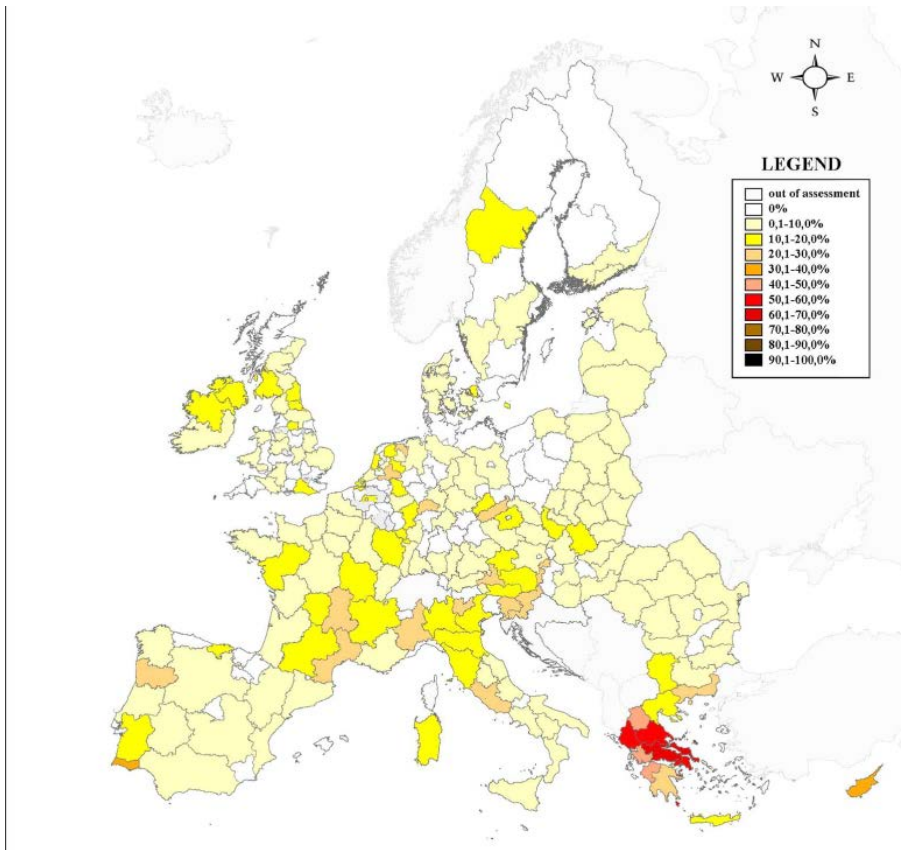 N
W E
S
LEGEND
out of assessment
0%
0,1-10,0%
10,1-20,0%
20,1-30,0%
30,1-40,0%
40,1-50,0%
50,1-60,0%
60,1-70,0%
70,1-80,0%
80,1-90,0%
90,1-100,0%